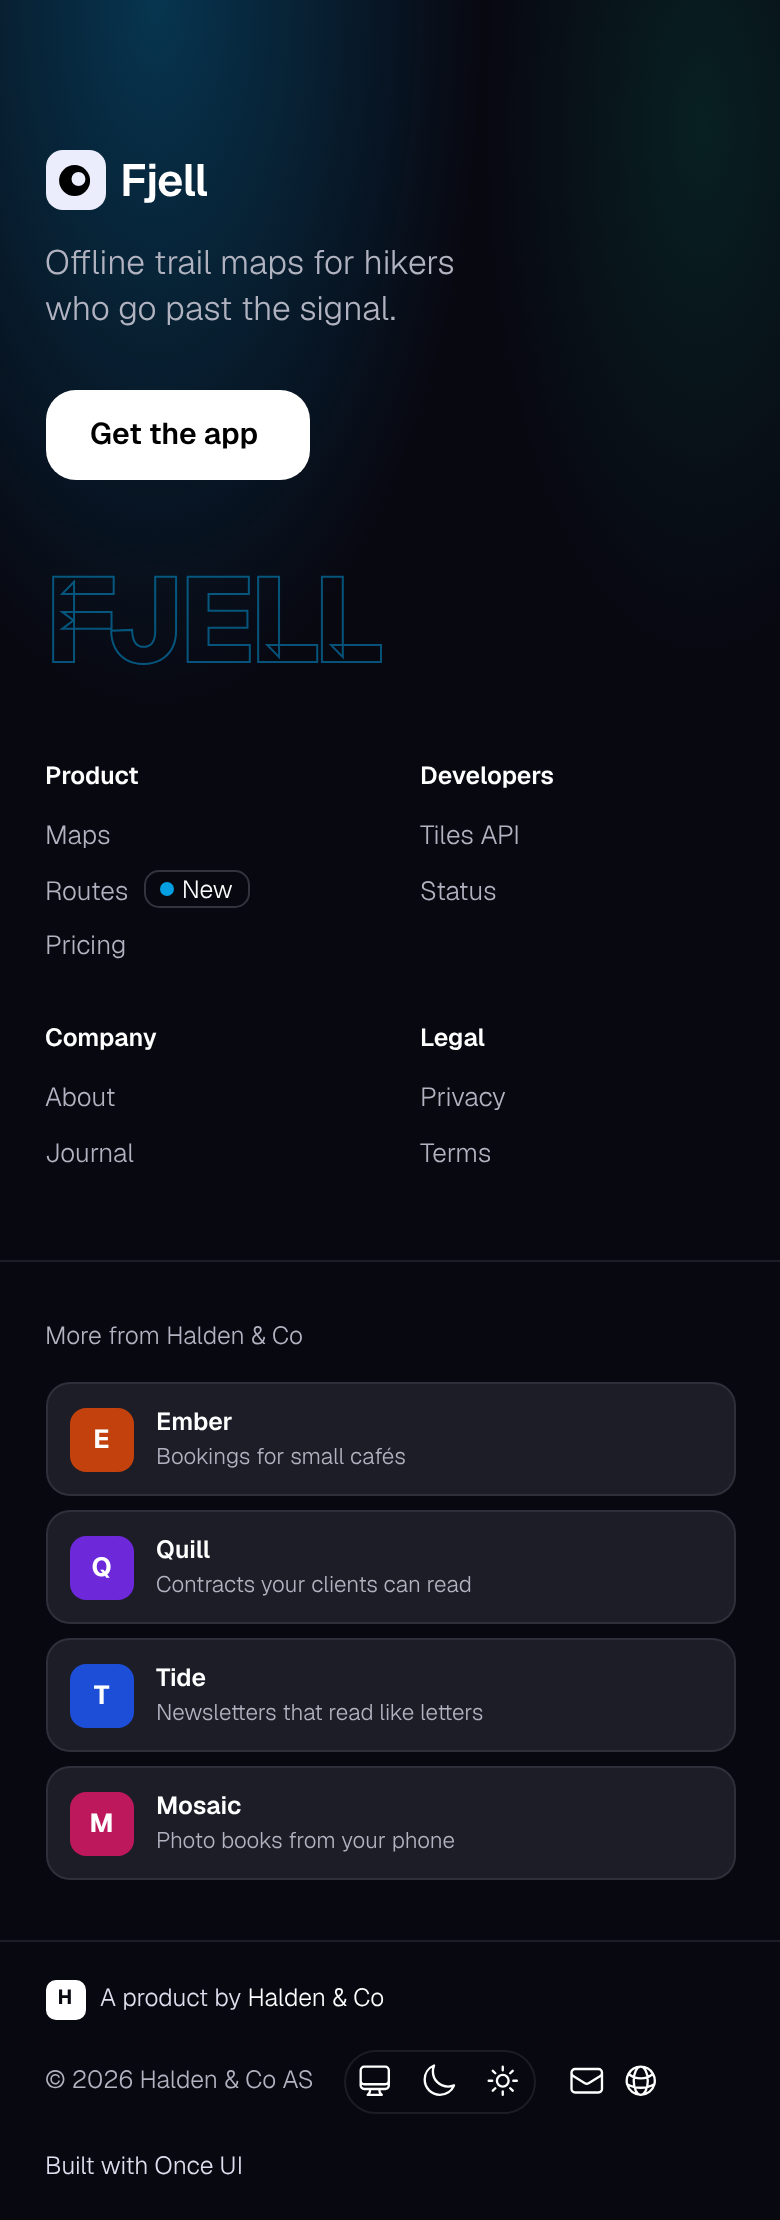 Fjell
Offline trail maps for hikers
who go past the signal.
Get the app
FJELL
Product
Maps
Routes New
Pricing
Developers
Tiles API
Status
Company
About
Journal
Legal
Privacy
Terms
More from Halden & Co
E
Ember
Bookings for small cafés
Q
Quill
Contracts your clients can read
T
Tide
Newsletters that read like letters
M
Mosaic
Photo books from your phone
H A product by Halden & Co
© 2026 Halden & Co AS
Built with Once UI